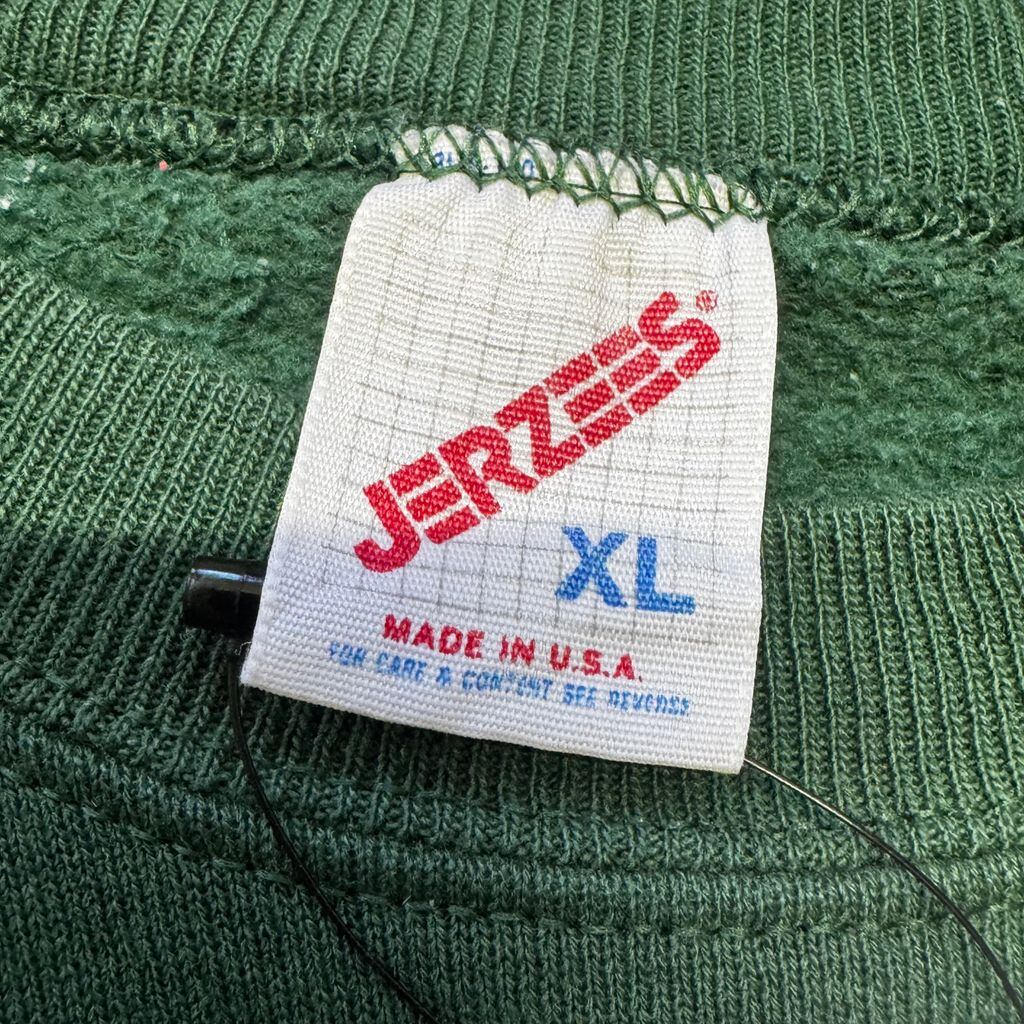 JERZEES®
XL
MADE IN U.S.A.
FOR CARE & CONTENT SEE REVERSE